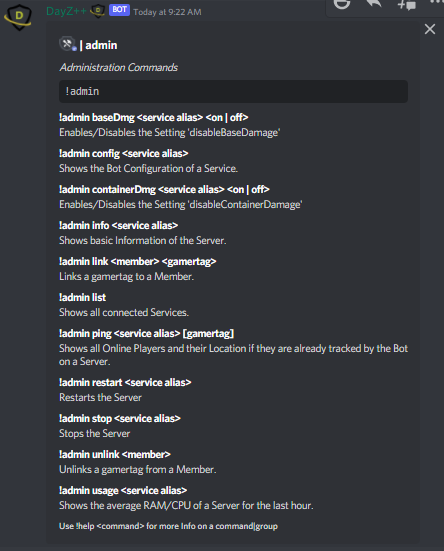 DayZ++ BOT Today at 9:22 AM
| admin
Administration Commands
!admin
!admin baseDmg <service alias> <on | off>
Enables/Disables the Setting 'disableBaseDamage'
!admin config <service alias>
Shows the Bot Configuration of a Service.
!admin containerDmg <service alias> <on | off>
Enables/Disables the Setting 'disableContainerDamage'
!admin info <service alias>
Shows basic Information of the Server.
!admin link <member> <gamertag>
Links a gamertag to a Member.
!admin list
Shows all connected Services.
!admin ping <service alias> [gamertag]
Shows all Online Players and their Location if they are already tracked by the Bot
on a Server.
!admin restart <service alias>
Restarts the Server
!admin stop <service alias>
Stops the Server
!admin unlink <member>
Unlinks a gamertag from a Member.
!admin usage <service alias>
Shows the average RAM/CPU of a Server for the last hour.
Use !help <command> for more Info on a command|group